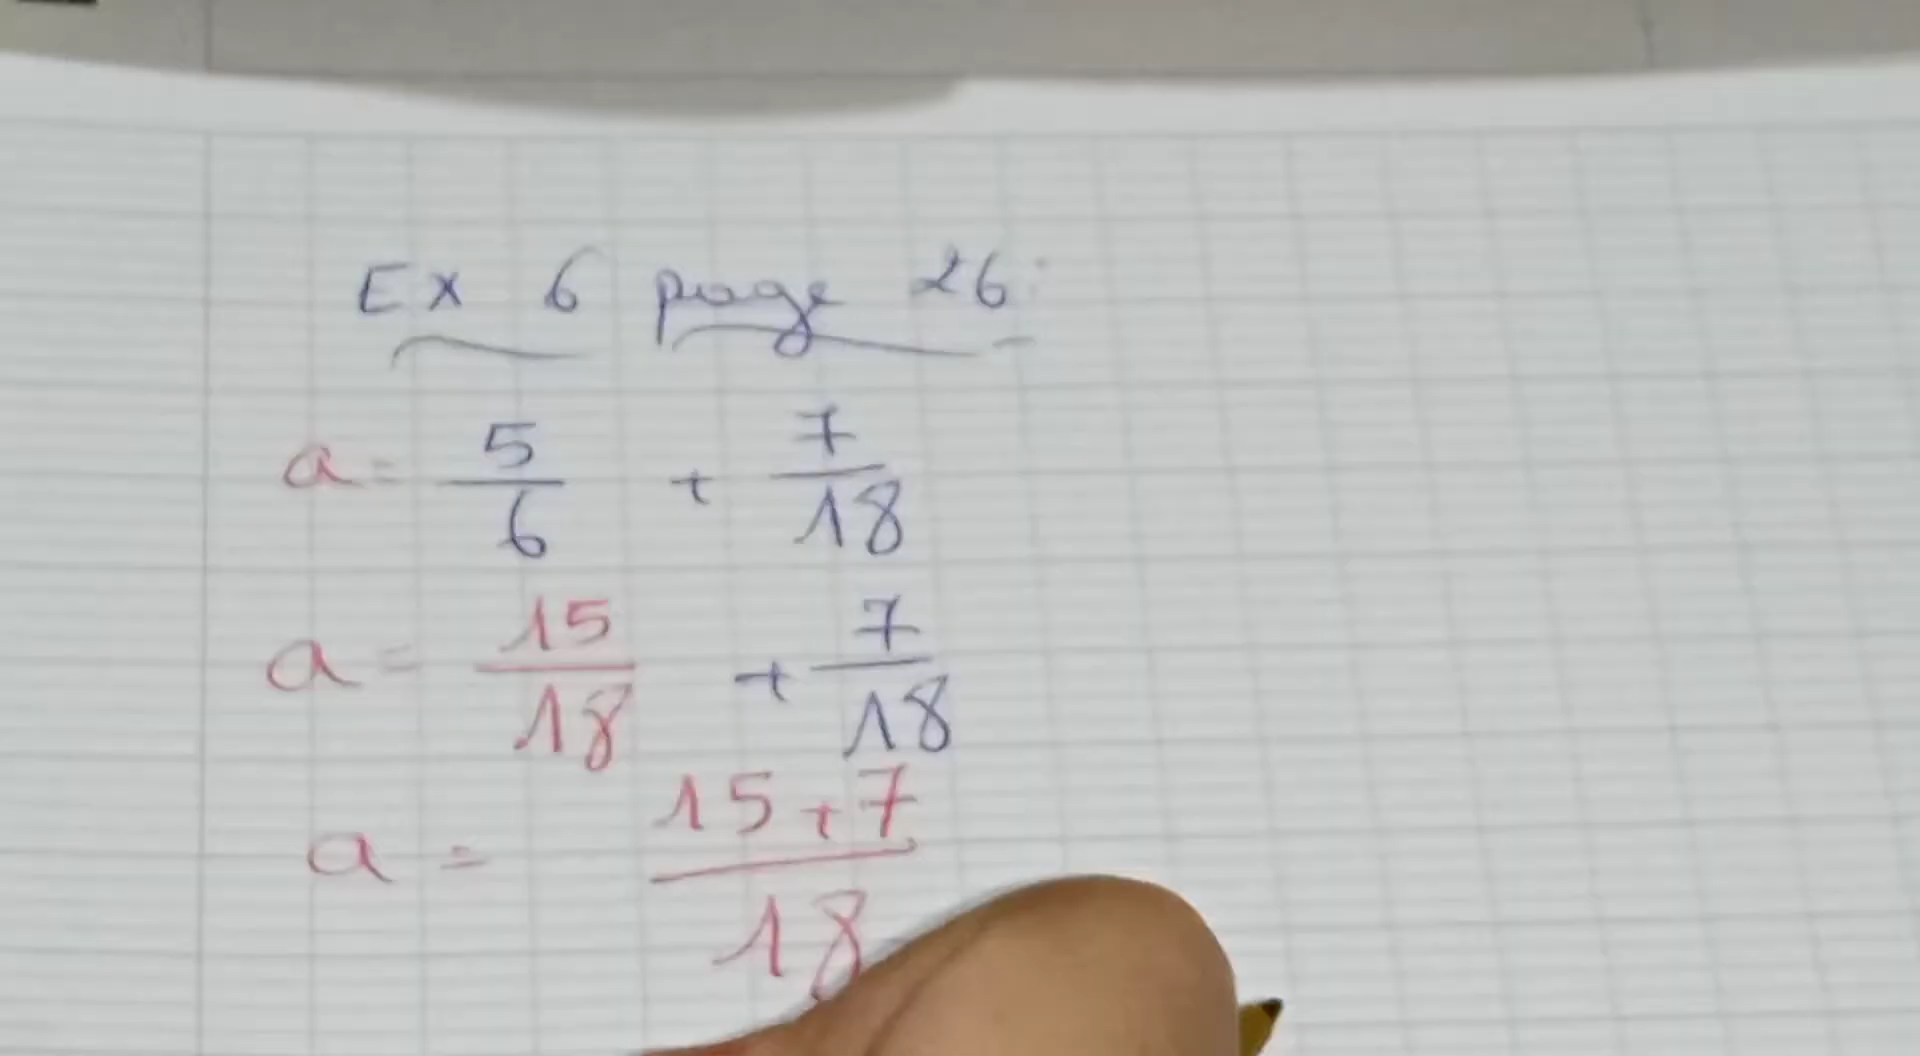 Ex 6 page 26:
a = 5/6 + 7/18
a = 15/18 + 7/18
a = 15+7/18